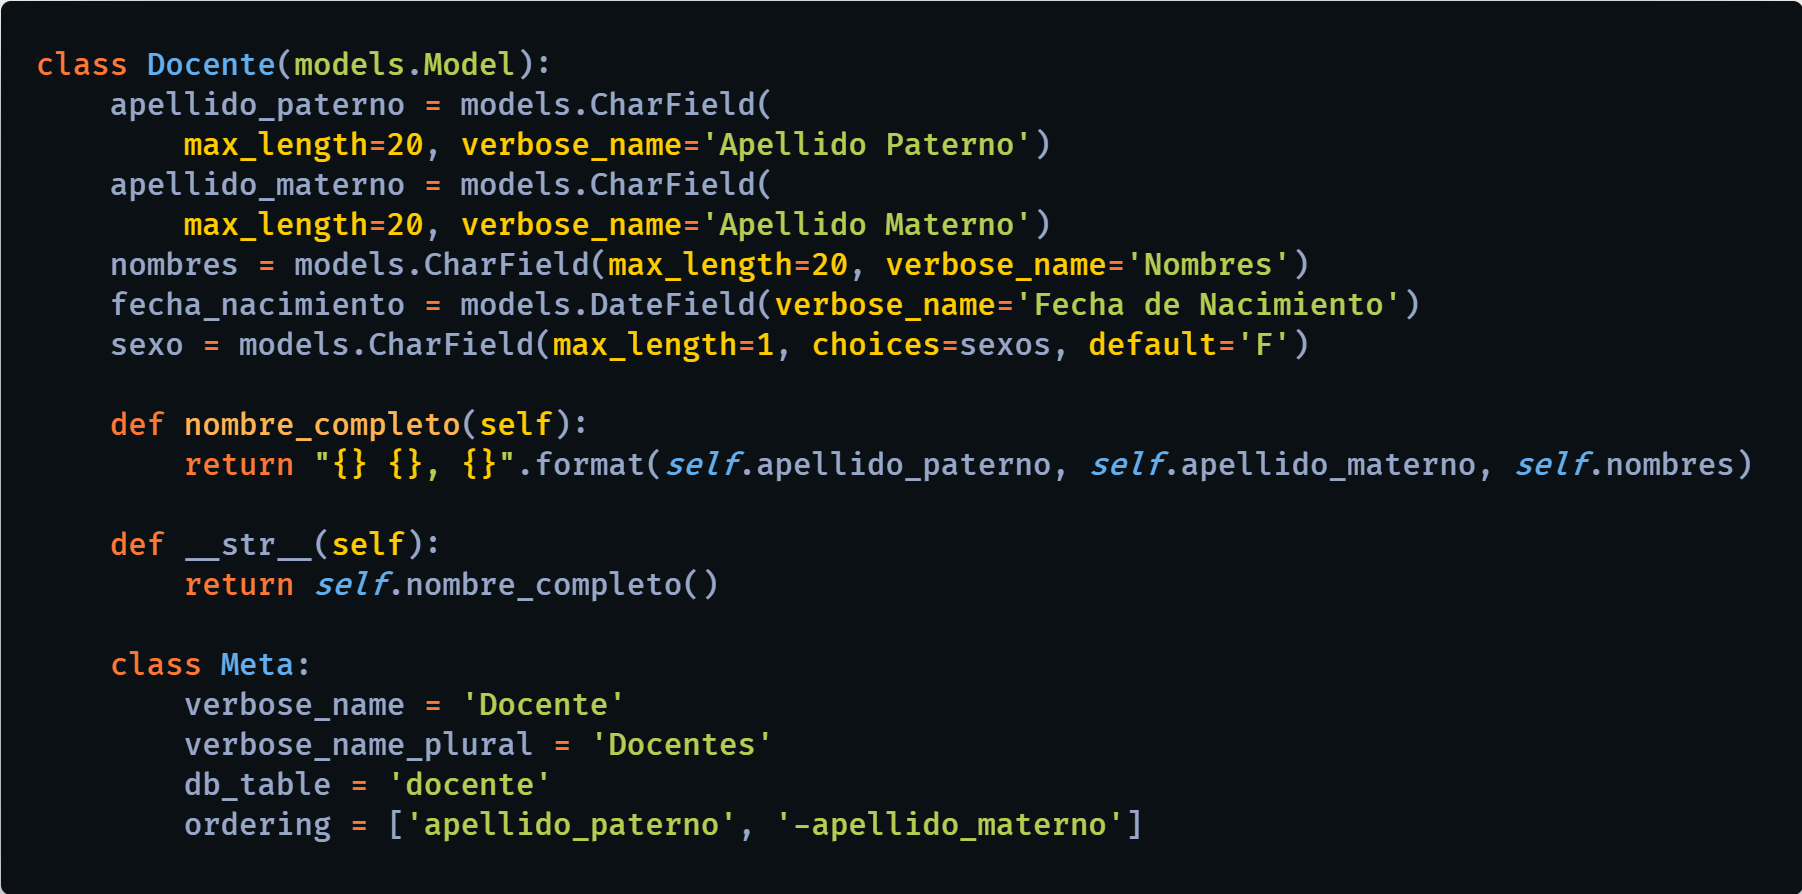 class Docente(models.Model):
    apellido_paterno = models.CharField(
        max_length=20, verbose_name='Apellido Paterno')
    apellido_materno = models.CharField(
        max_length=20, verbose_name='Apellido Materno')
    nombres = models.CharField(max_length=20, verbose_name='Nombres')
    fecha_nacimiento = models.DateField(verbose_name='Fecha de Nacimiento')
    sexo = models.CharField(max_length=1, choices=sexos, default='F')

    def nombre_completo(self):
        return "{} {}, {}".format(self.apellido_paterno, self.apellido_materno, self.nombres)

    def __str__(self):
        return self.nombre_completo()

    class Meta:
        verbose_name = 'Docente'
        verbose_name_plural = 'Docentes'
        db_table = 'docente'
        ordering = ['apellido_paterno', '-apellido_materno']